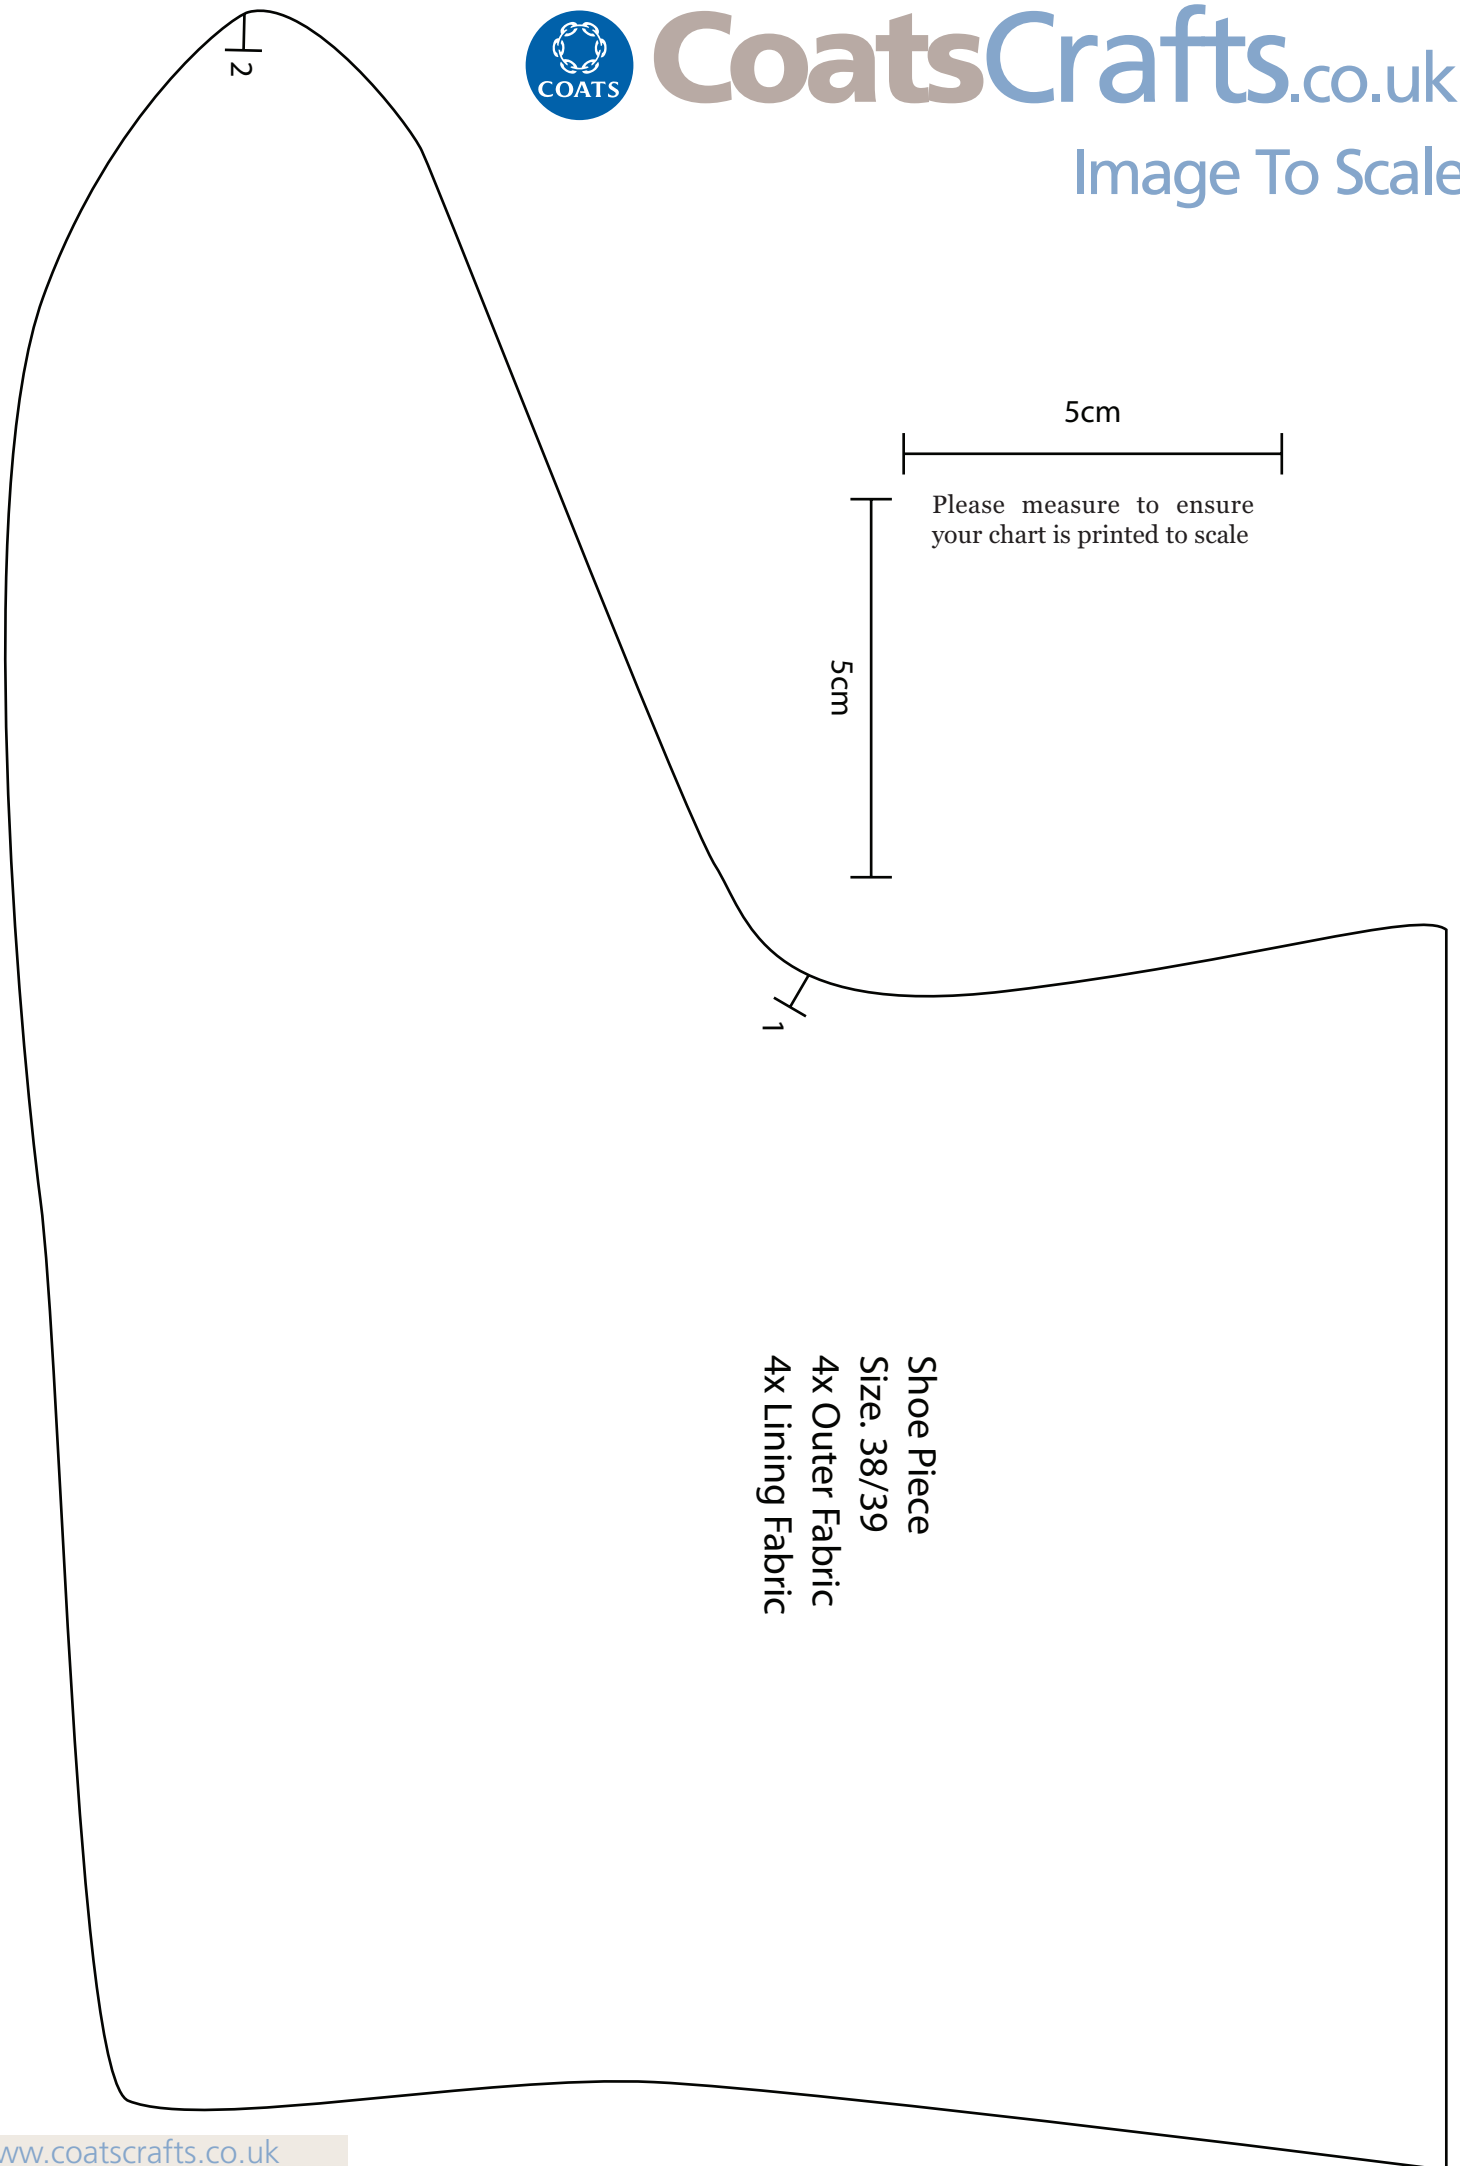 COATS
CoatsCrafts.co.uk
Image To Scale
2
5cm
Please measure to ensure
your chart is printed to scale
5cm
1
Shoe Piece
Size. 38/39
4x Outer Fabric
4x Lining Fabric
ww.coatscrafts.co.uk